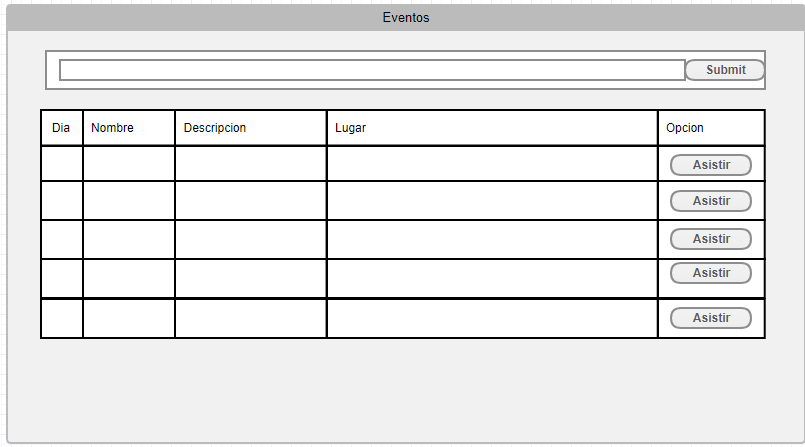 Eventos
Submit
Dia Nombre Descripcion Lugar Opcion
Asistir
Asistir
Asistir
Asistir
Asistir